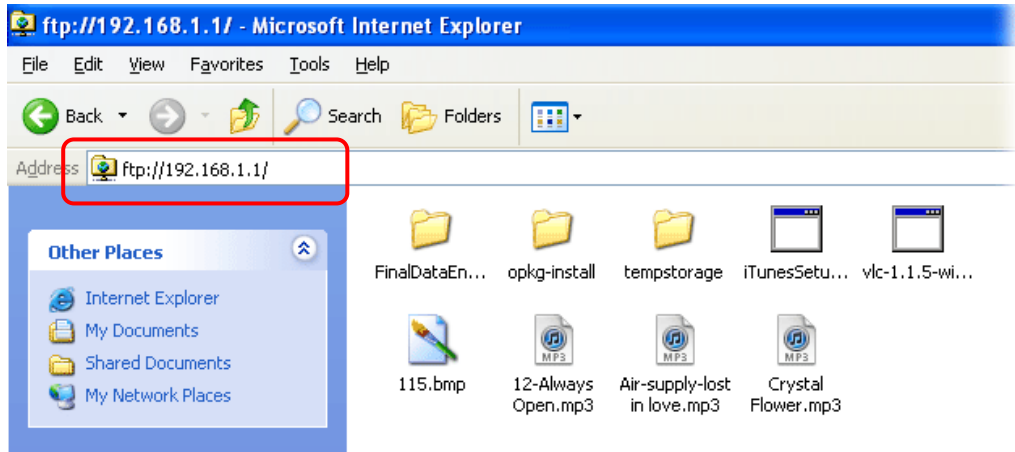 ftp://192.168.1.1/ - Microsoft Internet Explorer
File Edit View Favorites Tools Help
Back Search Folders
Address ftp://192.168.1.1/
Other Places
Internet Explorer
My Documents
Shared Documents
My Network Places
FinalDataEn... opkg-install tempstorage iTunesSetu... vlc-1.1.5-wi...
MP3 MP3 MP3
115.bmp 12-Always Air-supply-lost Crystal
Open.mp3 in love.mp3 Flower.mp3